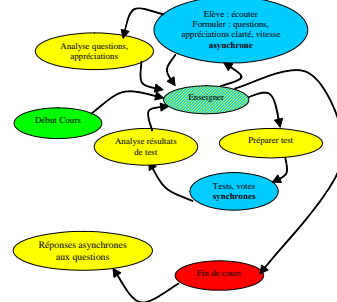 Elève : écouter
Formuler : questions,
appréciations clarté, vitesse
asynchrone
Analyse questions,
appréciations
Enseigner
Début Cours
Analyse résultats
de test
Préparer test
Tests, votes
synchrones
Réponses asynchrones
aux questions
Fin de cours